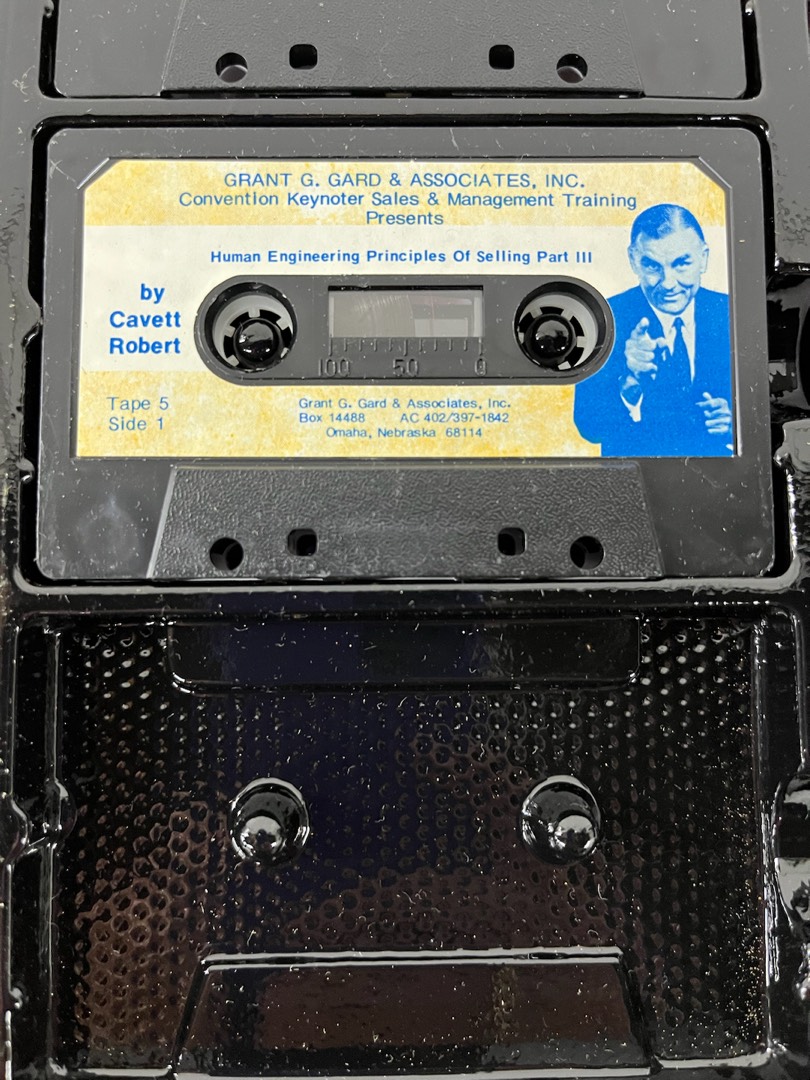 GRANT G. GARD & ASSOCIATES, INC.
Convention Keynoter Sales & Management Training
Presents
Human Engineering Principles Of Selling Part III
by
Cavett
Robert
100 50 0
Tape 5
Side 1
Grant G. Gard & Associates, Inc.
Box 14488 AC 402/397-1842
Omaha, Nebraska 68114